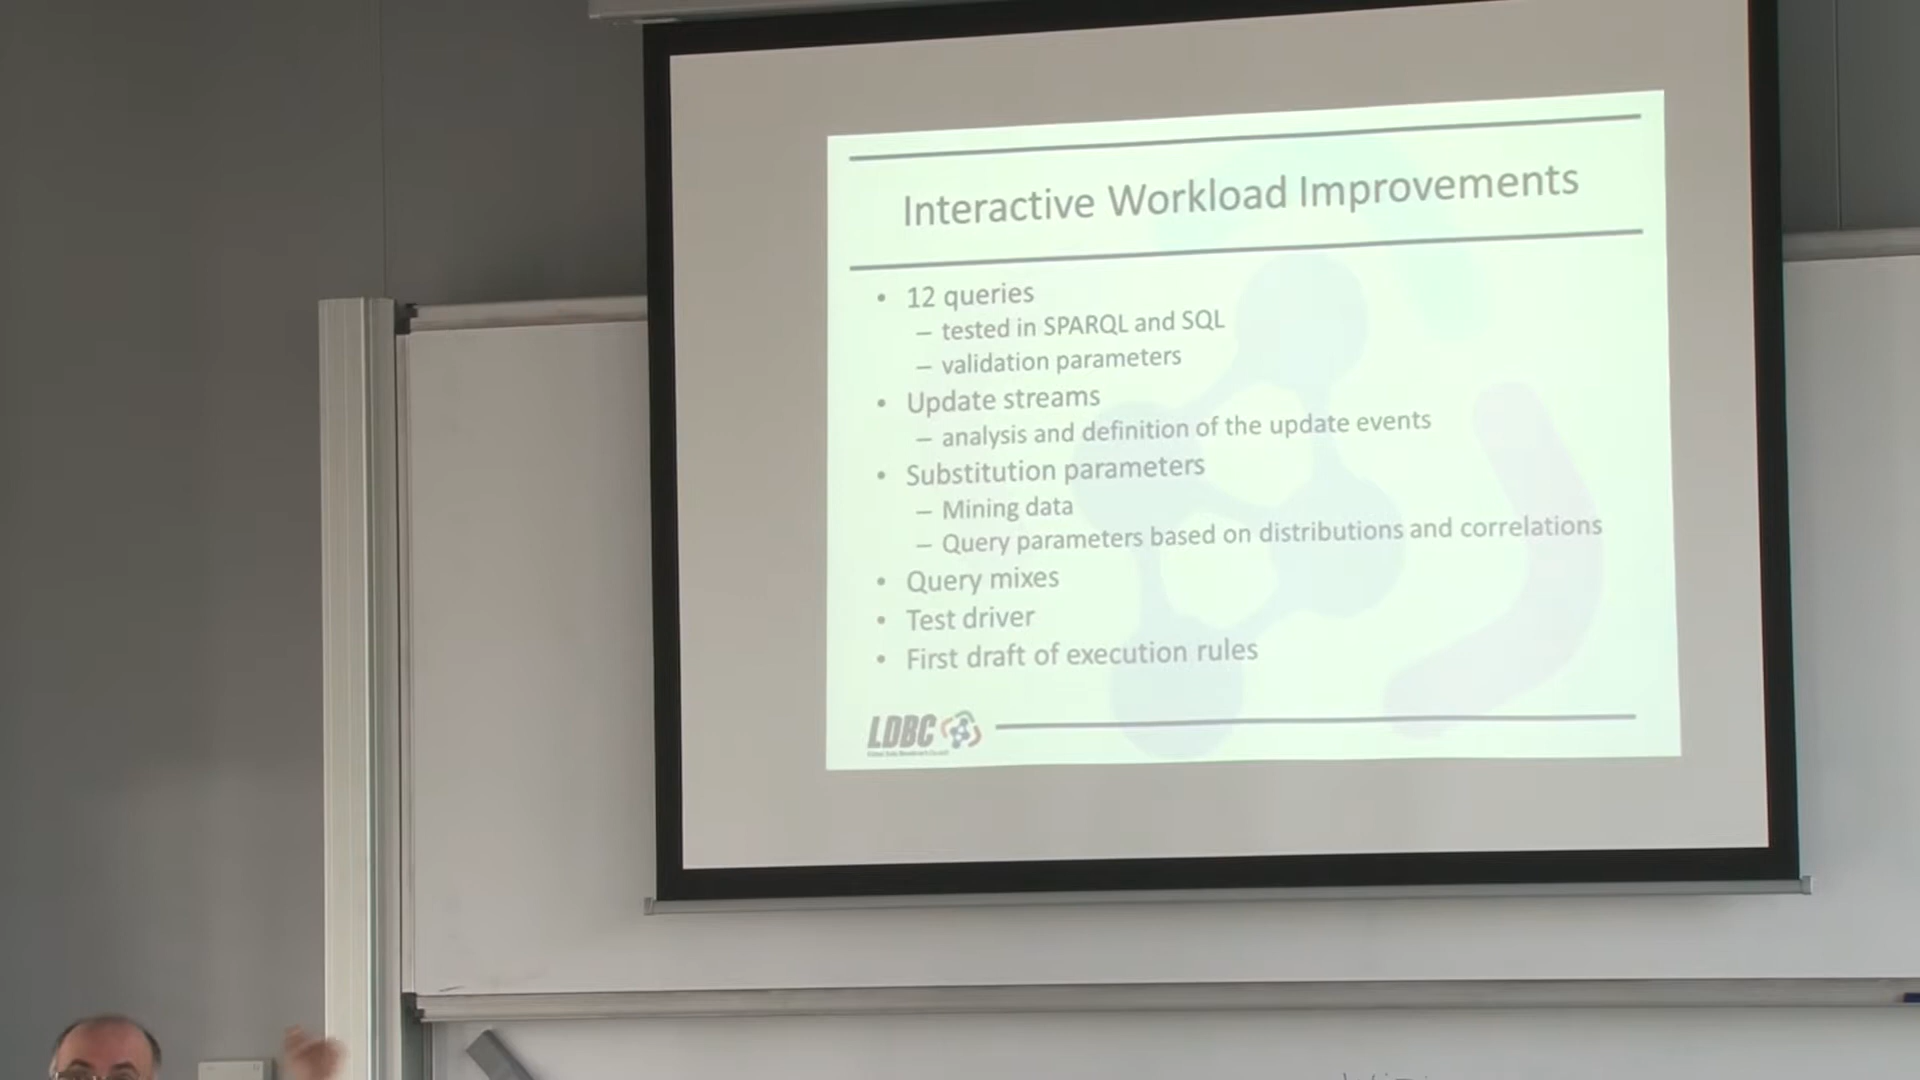 Interactive Workload Improvements
• 12 queries
– tested in SPARQL and SQL
– validation parameters
• Update streams
– analysis and definition of the update events
• Substitution parameters
– Mining data
– Query parameters based on distributions and correlations
• Query mixes
• Test driver
• First draft of execution rules
LDBC